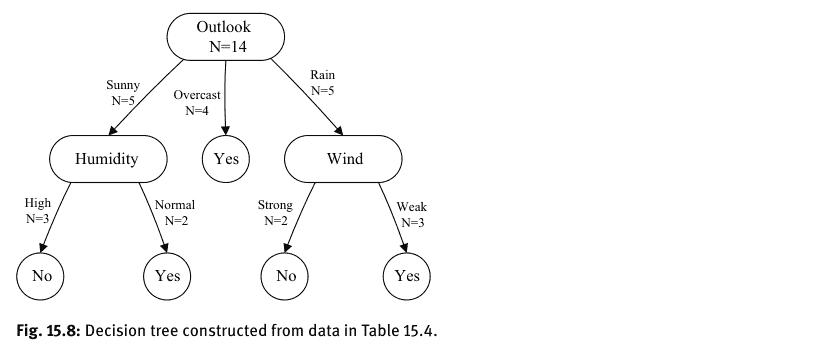 Outlook
N=14
Sunny
N=5
Overcast
N=4
Rain
N=5
Humidity
Yes
Wind
High
N=3
Normal
N=2
Strong
N=2
Weak
N=3
No
Yes
No
Yes
Fig. 15.8: Decision tree constructed from data in Table 15.4.